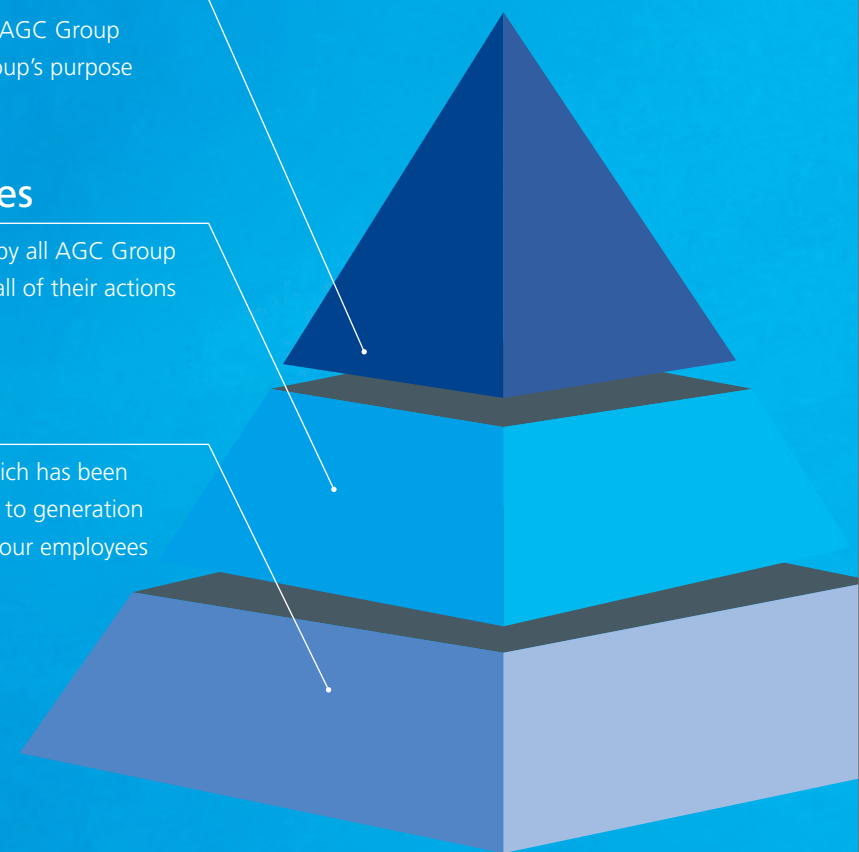 AGC Group
oup's purpose
es
by all AGC Group
all of their actions
ich has been
to generation
our employees